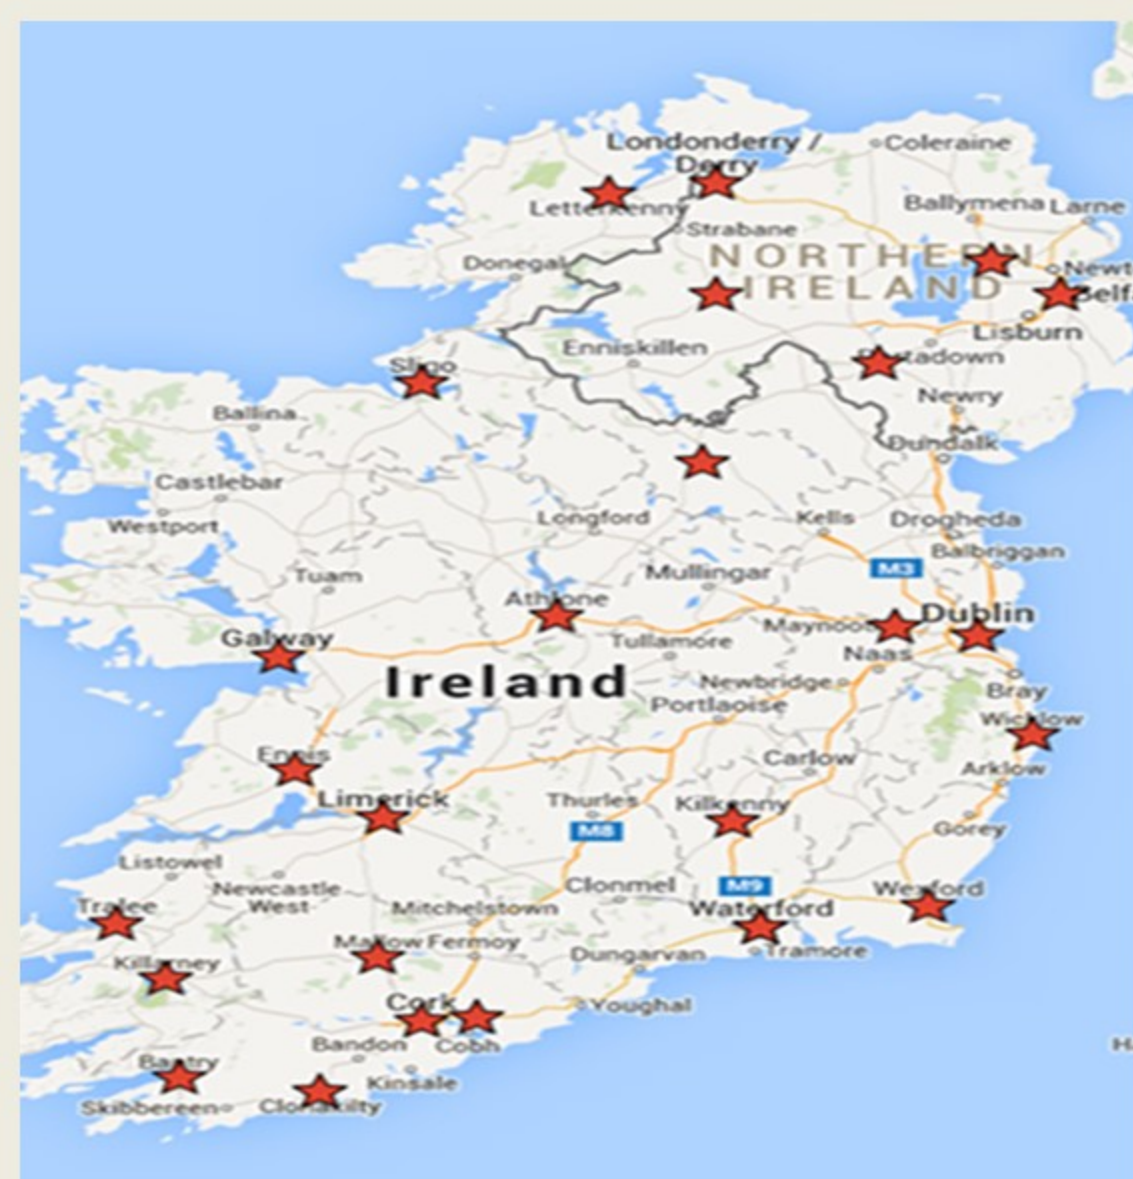 Londonderry /
Derry
Coleraine
Letterkenny
Ballymena
Larne
Strabane
NORTHERN
IRELAND
Donegal
Newt
Belf
Lisburn
Enniskillen
Portadown
Sligo
Newry
Ballina
Dundalk
Castlebar
Westport
Longford
Kells
Drogheda
Balbriggan
M3
Tuam
Mullingar
Athlone
Dublin
Galway
Tullamore
Maynooth
Naas
Ireland
Newbridge
Bray
Portlaoise
Wicklow
Ennis
Carlow
Arklow
Limerick
Thurles
Kilkenny
M8
Gorey
Listowel
Newcastle
West
Clonmel
M9
Wexford
Tralee
Mitchelstown
Waterford
Mallow
Fermoy
Dungarvan
Tramore
Killarney
Cork
Youghal
Bandon
Cobh
H
Bantry
Kinsale
Skibbereen
Clonakilty